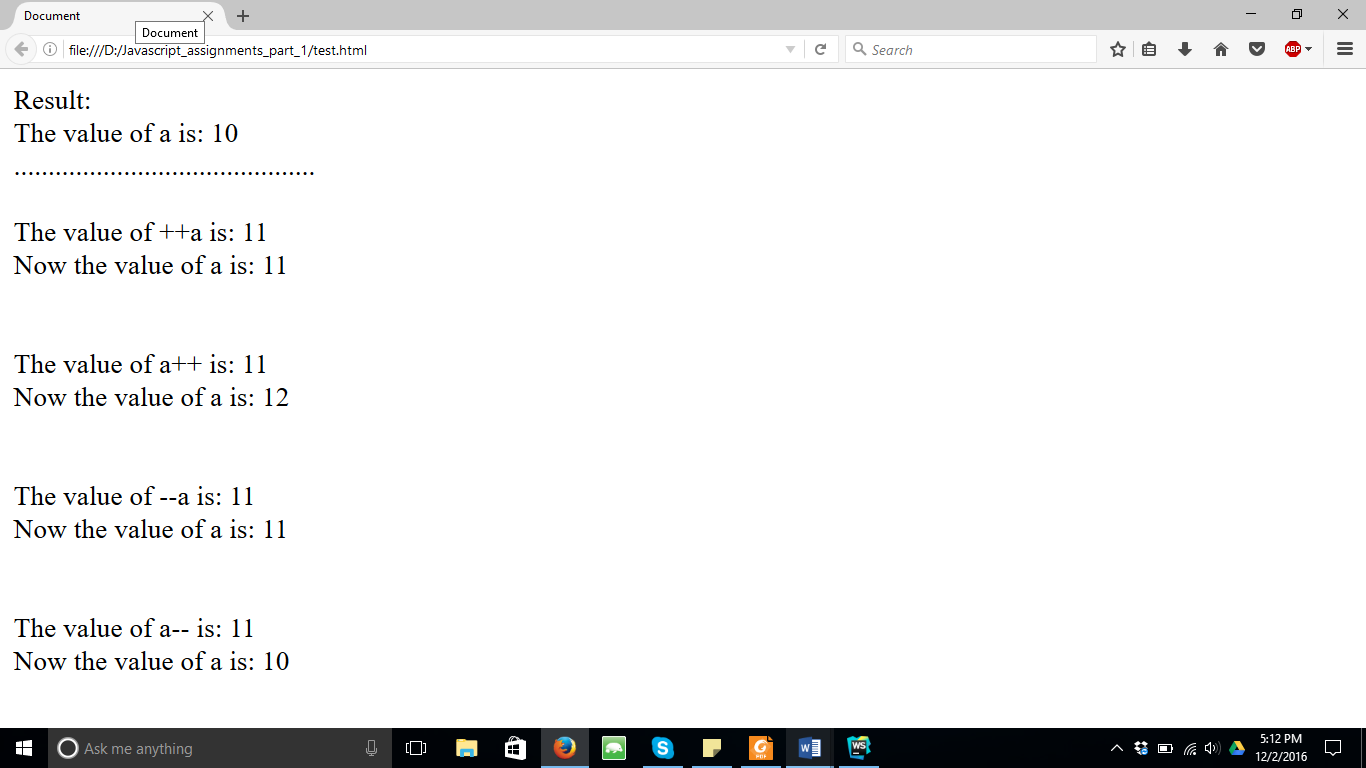 Document
Document
file:///D:/Javascript_assignments_part_1/test.html
Search
ABP
Result:
The value of a is: 10
............................................
The value of ++a is: 11
Now the value of a is: 11
The value of a++ is: 11
Now the value of a is: 12
The value of --a is: 11
Now the value of a is: 11
The value of a-- is: 11
Now the value of a is: 10
Ask me anything
S
PDF
W
WS
5:12 PM
12/2/2016